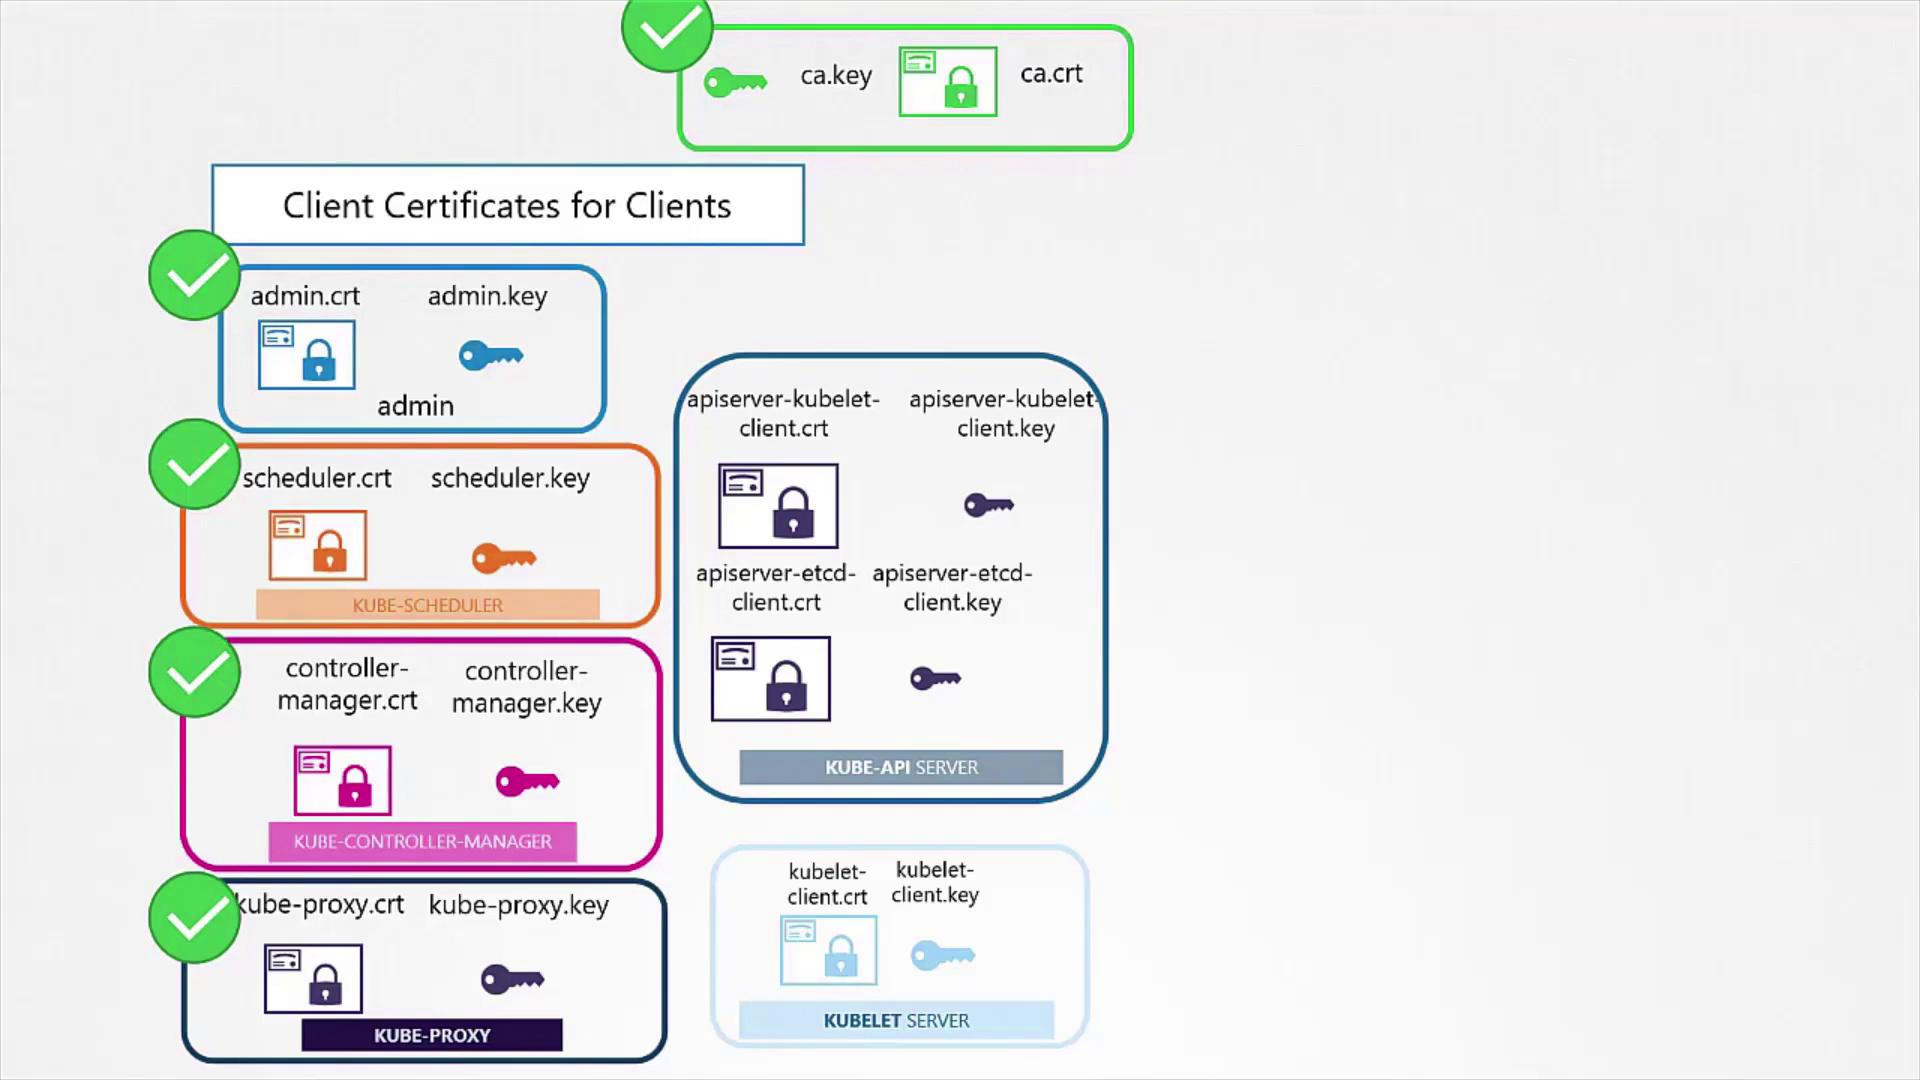 ca.key
ca.crt
Client Certificates for Clients
admin.crt
admin.key
admin
scheduler.crt
scheduler.key
KUBE-SCHEDULER
controller-
manager.crt
controller-
manager.key
KUBE-CONTROLLER-MANAGER
kube-proxy.crt
kube-proxy.key
KUBE-PROXY
apiserver-kubelet-
client.crt
apiserver-kubelet-
client.key
apiserver-etcd-
client.crt
apiserver-etcd-
client.key
KUBE-API SERVER
kubelet-
client.crt
kubelet-
client.key
KUBELET SERVER